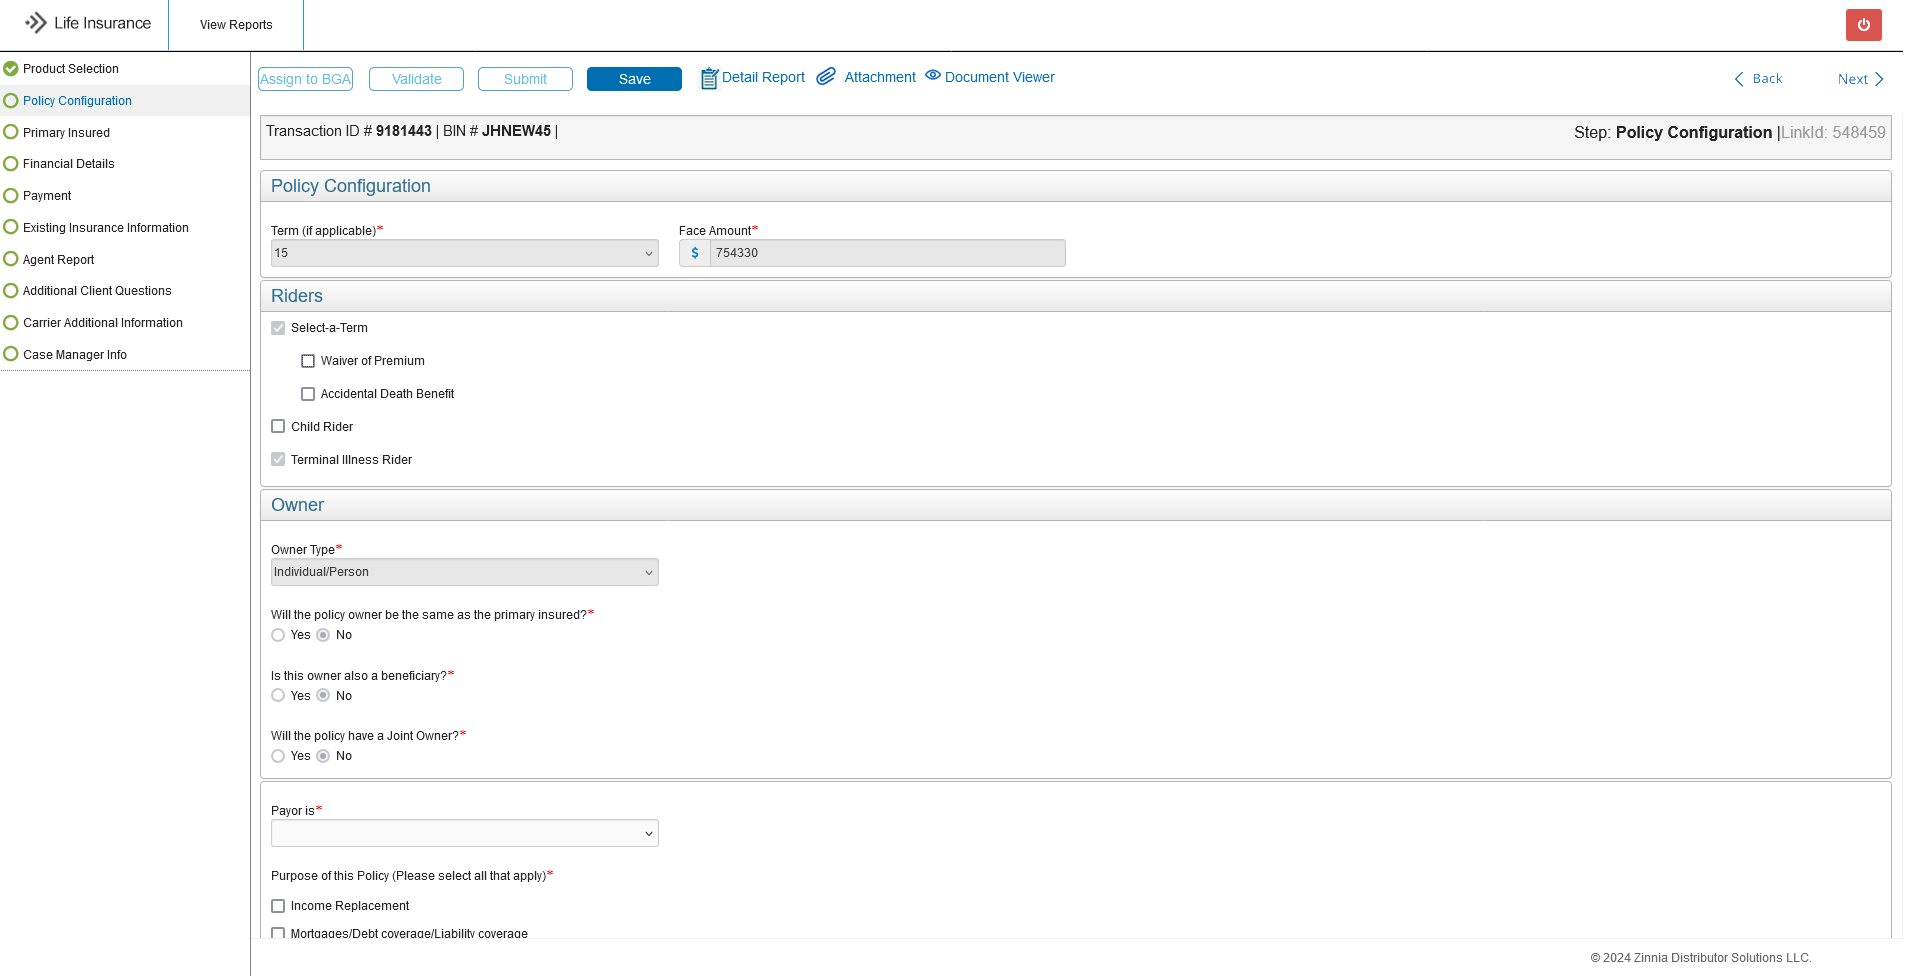 Life Insurance
View Reports
Product Selection
Policy Configuration
Primary Insured
Financial Details
Payment
Existing Insurance Information
Agent Report
Additional Client Questions
Carrier Additional Information
Case Manager Info
Assign to BGA
Validate
Submit
Save
Detail Report
Attachment
Document Viewer
Back
Next
Transaction ID # 9181443 | BIN # JHNEW45 |
Step: Policy Configuration |LinkId: 548459
Policy Configuration
Term (if applicable)*
15
Face Amount*
$ 754330
Riders
Select-a-Term
Waiver of Premium
Accidental Death Benefit
Child Rider
Terminal Illness Rider
Owner
Owner Type*
Individual/Person
Will the policy owner be the same as the primary insured?*
Yes No
Is this owner also a beneficiary?*
Yes No
Will the policy have a Joint Owner?*
Yes No
Payor is*
Purpose of this Policy (Please select all that apply)*
Income Replacement
Mortgages/Debt coverage/Liability coverage
© 2024 Zinnia Distributor Solutions LLC.